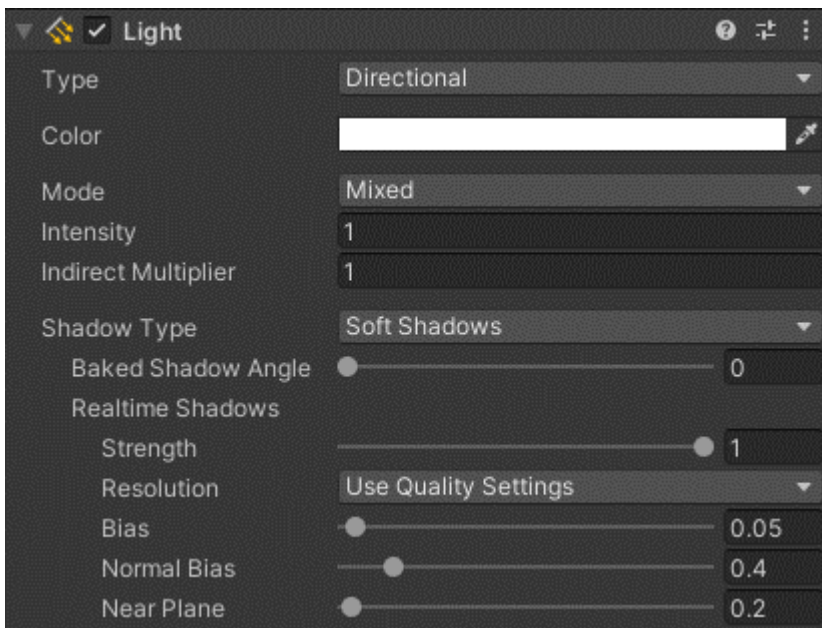 Light
Type Directional
Color
Mode Mixed
Intensity 1
Indirect Multiplier 1
Shadow Type Soft Shadows
Baked Shadow Angle 0
Realtime Shadows
Strength 1
Resolution Use Quality Settings
Bias 0.05
Normal Bias 0.4
Near Plane 0.2